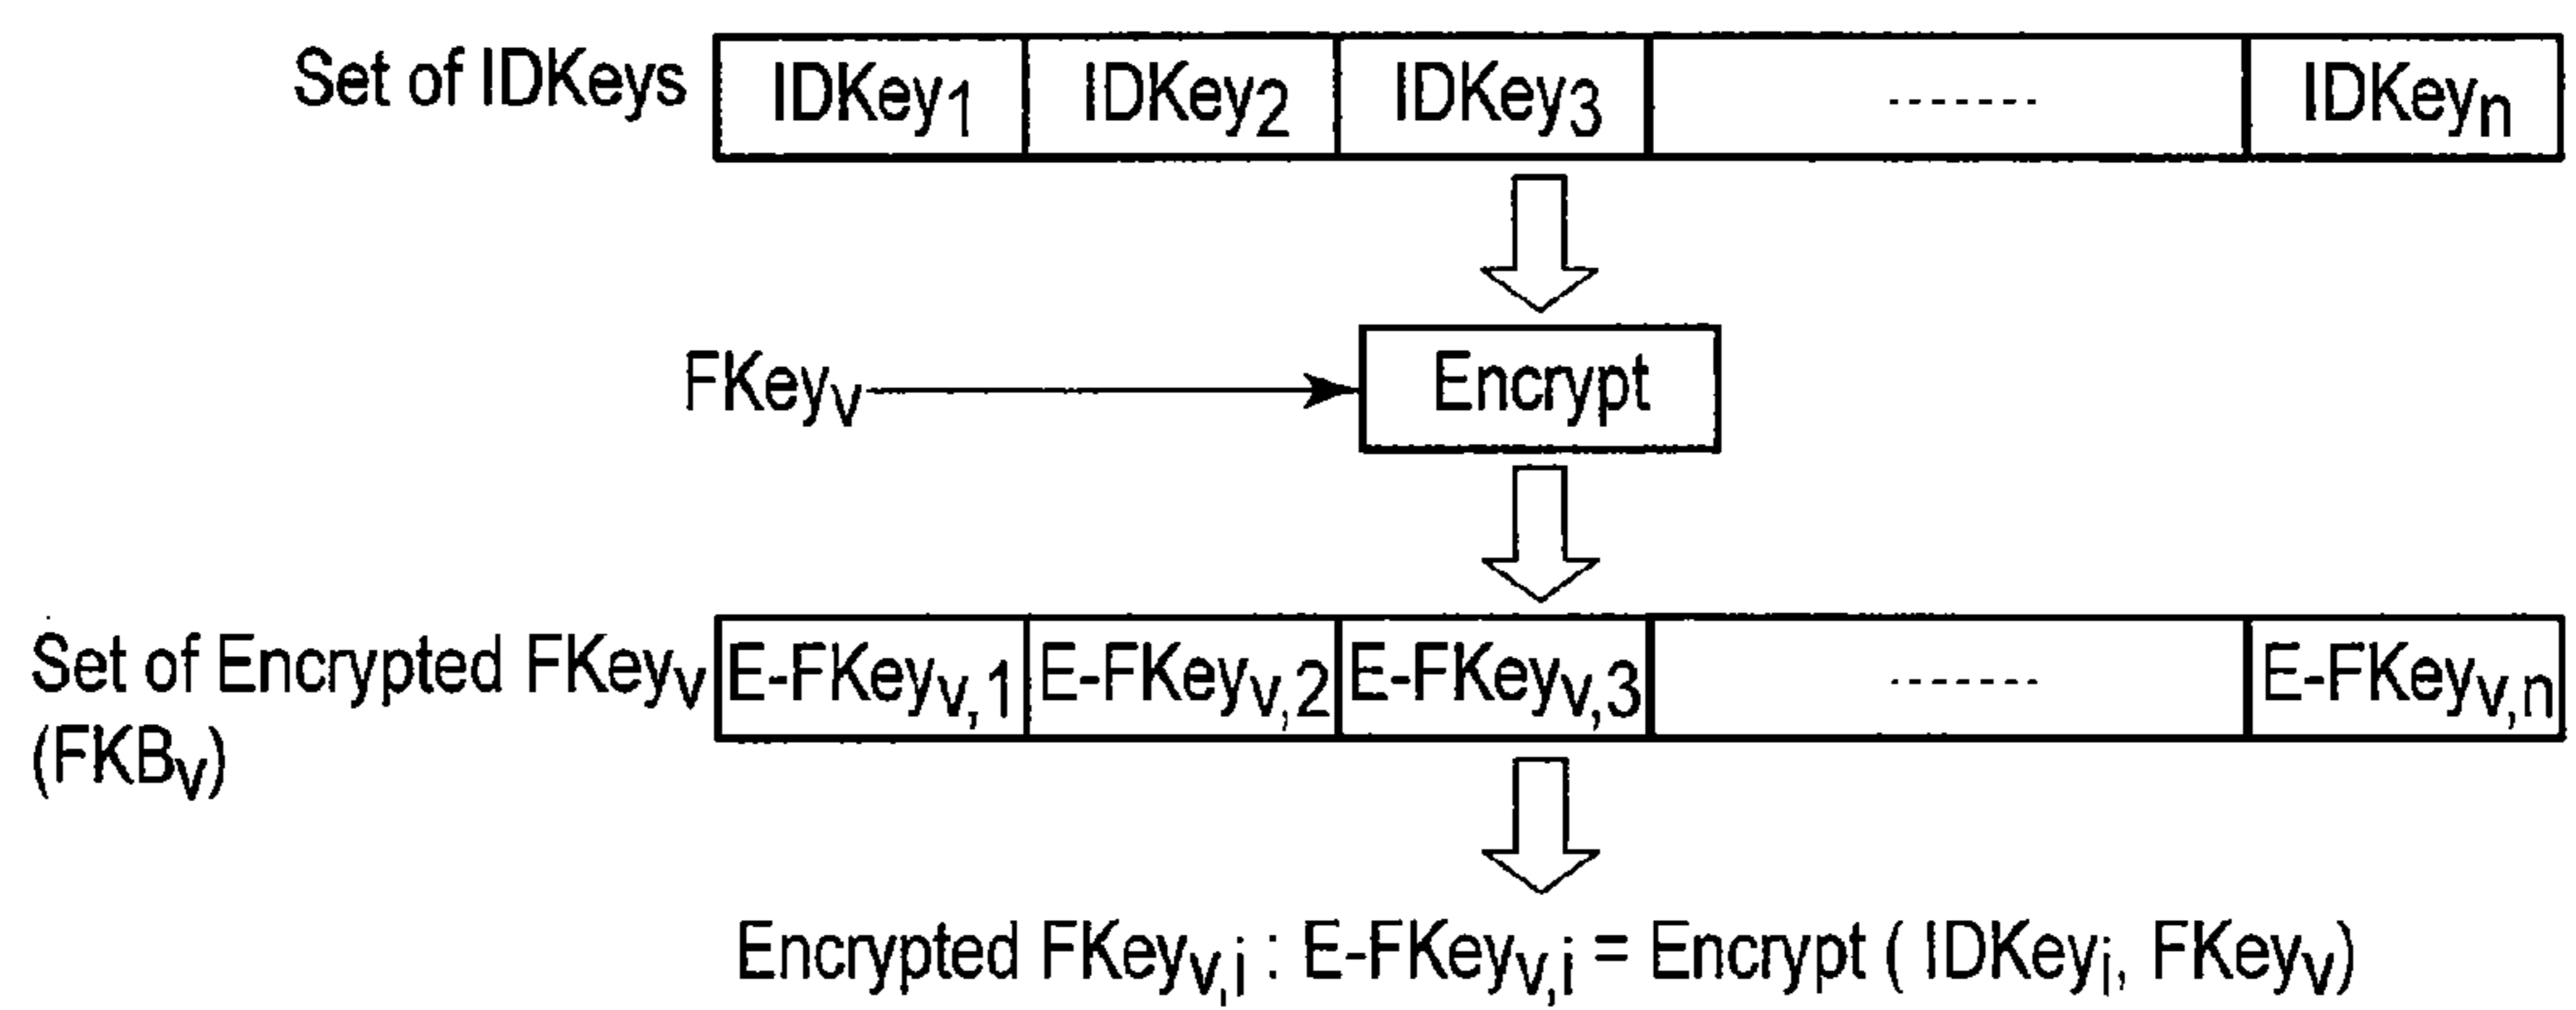 Set of IDKeys IDKey1 IDKey2 IDKey3 ------- IDKeyn
FKeyv Encrypt
Set of Encrypted FKeyv E-FKeyv,1 E-FKeyv,2 E-FKeyv,3 ------- E-FKeyv,n
(FKBv)
Encrypted FKeyv,i : E-FKeyv,i = Encrypt ( IDKeyi, FKeyv)